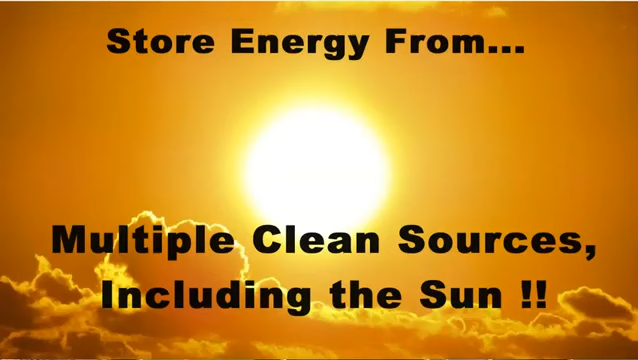 Store Energy From...
Multiple Clean Sources,
Including the Sun !!